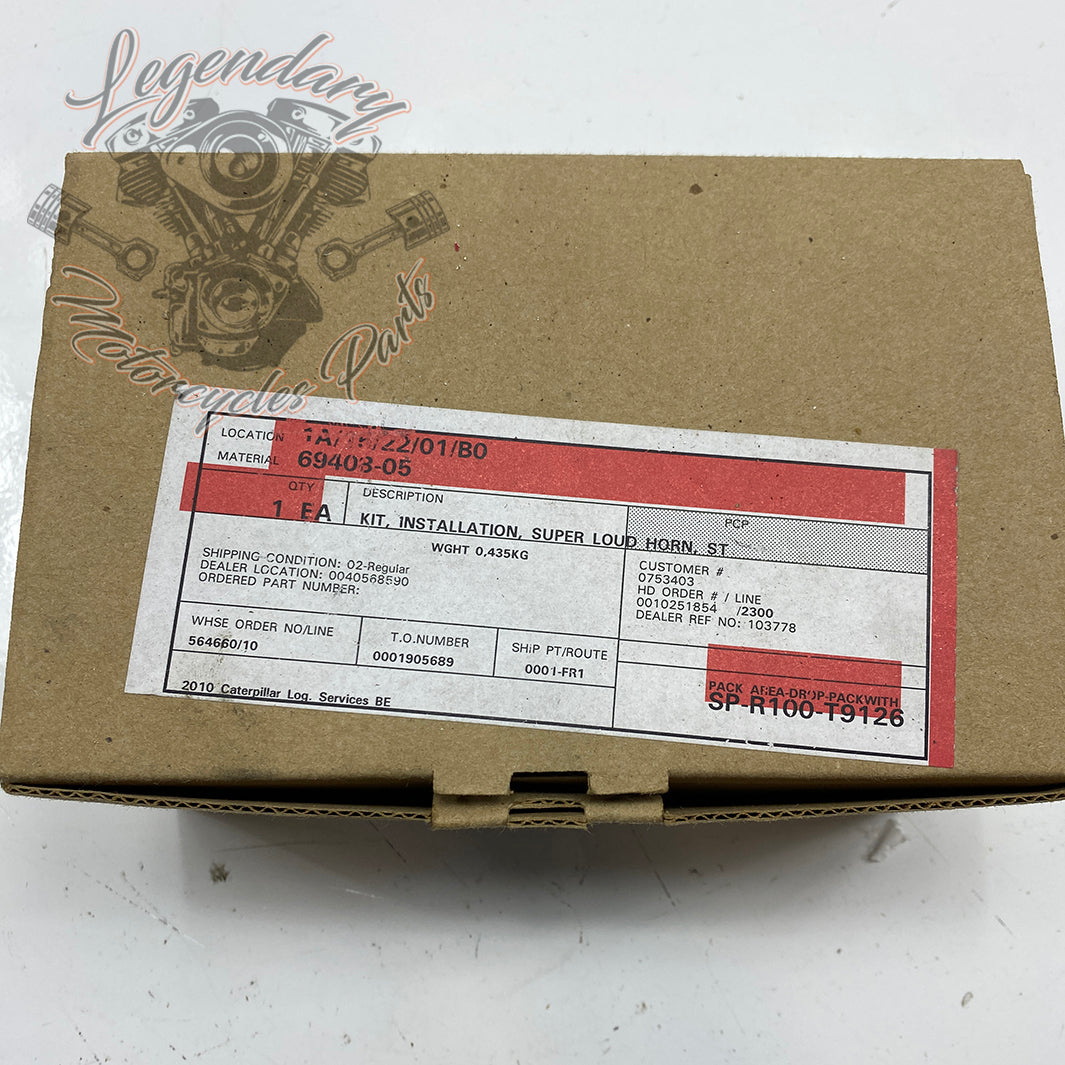 Legendary
Motorcycles Parts
LOCATION 1A/ /22/01/B0
MATERIAL 69408-05
QTY
1 EA
DESCRIPTION
KIT, INSTALLATION, SUPER LOUD HORN, ST
PCP
WGHT 0,435KG
SHIPPING CONDITION: 02-Regular
DEALER LOCATION: 0040568590
ORDERED PART NUMBER:
CUSTOMER #
0753403
HD ORDER # / LINE
0010251854 /2300
DEALER REF NO: 103778
WHSE ORDER NO/LINE
564660/10
T.O.NUMBER
0001905689
SHIP PT/ROUTE
0001-FR1
PACK AREA-DROP-PACKWITH
SP-R100-T9126
2010 Caterpillar Log. Services BE